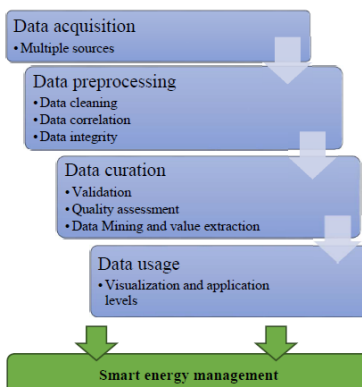 Data acquisition
• Multiple sources
Data preprocessing
• Data cleaning
• Data correlation
• Data integrity
Data curation
• Validation
• Quality assessment
• Data Mining and value extraction
Data usage
• Visualization and application
levels
Smart energy management